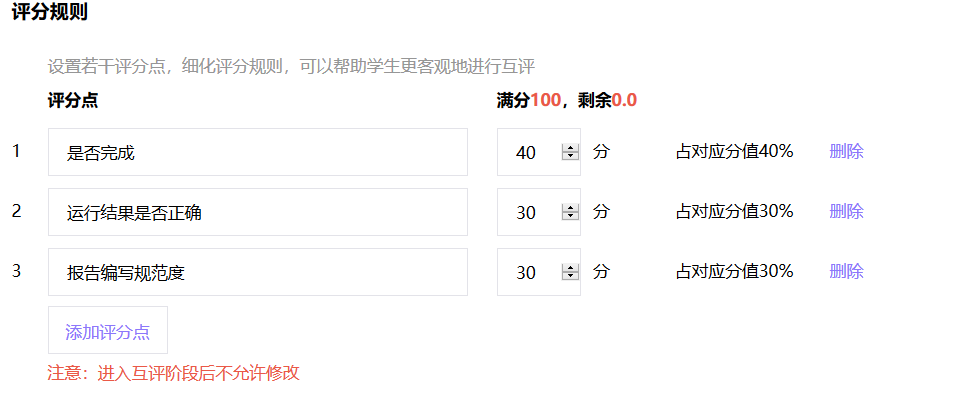 评分规则
设置若干评分点，细化评分规则，可以帮助学生更客观地进行互评
评分点 满分100，剩余0.0
1 是否完成 40 分 占对应分值40% 删除
2 运行结果是否正确 30 分 占对应分值30% 删除
3 报告编写规范度 30 分 占对应分值30% 删除
添加评分点
注意：进入互评阶段后不允许修改